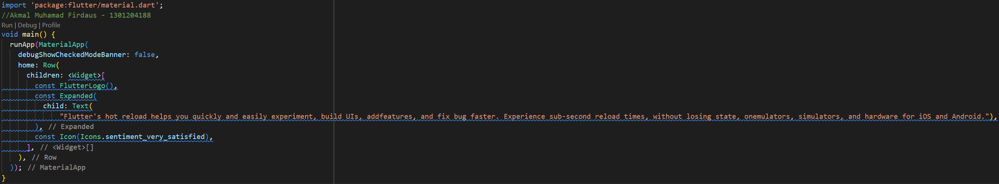 import 'package:flutter/material.dart';
//Akmal Muhamad Firdaus - 1301204188
Run | Debug | Profile
void main() {
  runApp(MaterialApp(
    debugShowCheckedModeBanner: false,
    home: Row(
      children: <Widget>[
        const FlutterLogo(),
        const Expanded(
          child: Text(
              "Flutter's hot reload helps you quickly and easily experiment, build UIs, addfeatures, and fix bug faster. Experience sub-second reload times, without losing state, onemulators, simulators, and hardware for iOS and Android."),
        ), // Expanded
        const Icon(Icons.sentiment_very_satisfied),
      ], // <Widget>[]
    ), // Row
  )); // MaterialApp
}